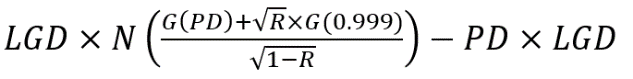 LGD × N ( (G(PD)+√R×G(0.999)) / √(1−R) ) − PD × LGD